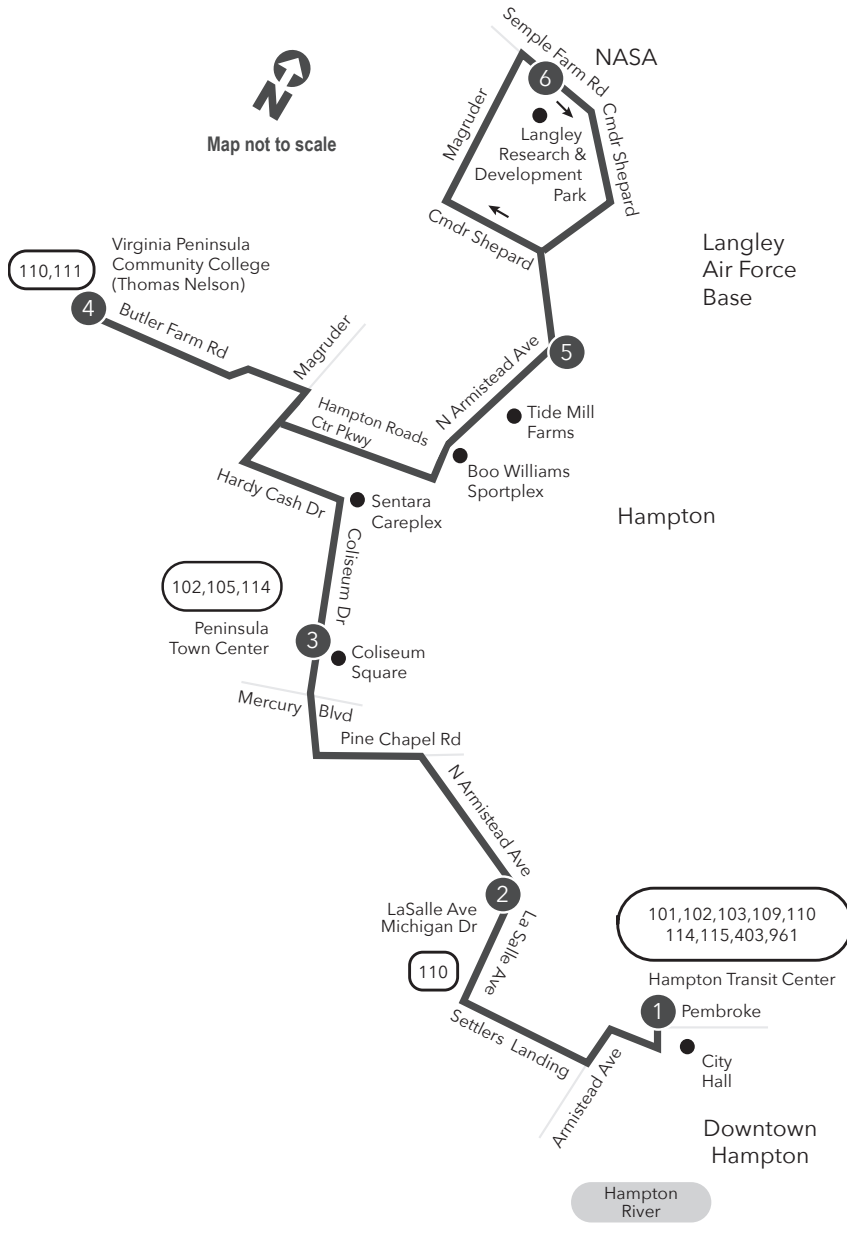 Semple Farm Rd
NASA
6
N
Map not to scale
Magruder
Cmdr Shepard
Langley
Research &
Development
Park
Cmdr Shepard
Langley
Air Force
Base
Virginia Peninsula
Community College
(Thomas Nelson)
110,111
4
Butler Farm Rd
Magruder
5
N Armistead Ave
Hampton Roads
Ctr Pkwy
Tide Mill
Farms
Boo Williams
Sportplex
Hardy Cash Dr
Sentara
Careplex
Hampton
Coliseum Dr
102,105,114
Peninsula
Town Center
3
Coliseum
Square
Mercury Blvd
Pine Chapel Rd
N Armistead Ave
2
LaSalle Ave
Michigan Dr
La Salle Ave
110
101,102,103,109,110
114,115,403,961
Hampton Transit Center
1
Pembroke
Settlers Landing
Armistead Ave
City
Hall
Downtown
Hampton
Hampton
River